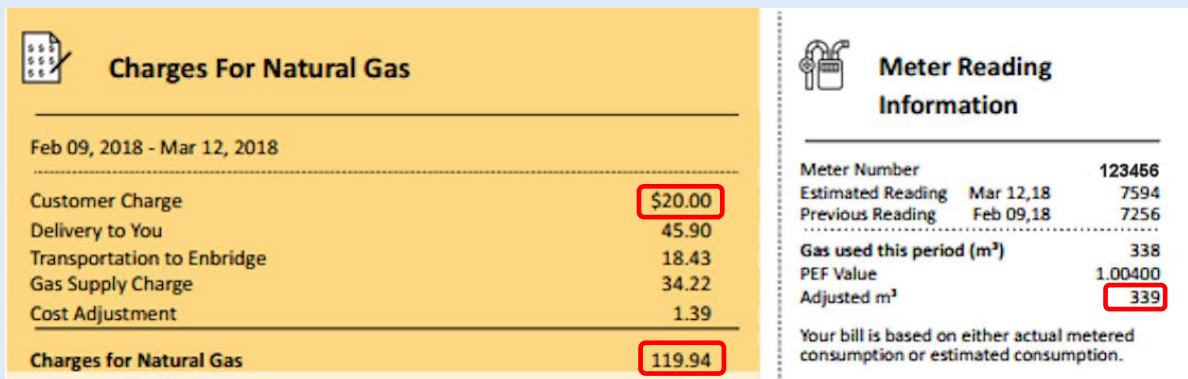 Charges For Natural Gas
Feb 09, 2018 - Mar 12, 2018
Customer Charge $20.00
Delivery to You 45.90
Transportation to Enbridge 18.43
Gas Supply Charge 34.22
Cost Adjustment 1.39
Charges for Natural Gas 119.94
Meter Reading
Information
Meter Number 123456
Estimated Reading Mar 12,18 7594
Previous Reading Feb 09,18 7256
Gas used this period (m³) 338
PEF Value 1.00400
Adjusted m³ 339
Your bill is based on either actual metered
consumption or estimated consumption.